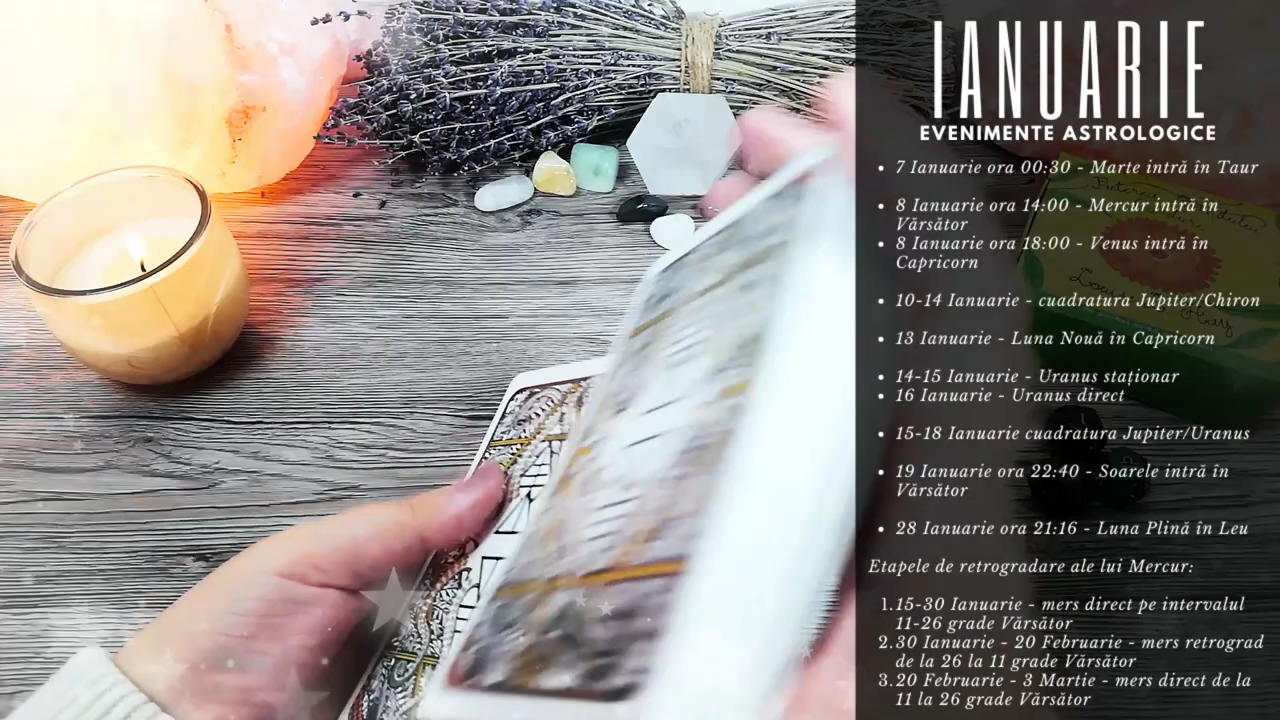 IANUARIE
EVENIMENTE ASTROLOGICE
• 7 Ianuarie ora 00:30 - Marte intră în Taur
• 8 Ianuarie ora 14:00 - Mercur intră în
Vărsător
• 8 Ianuarie ora 18:00 - Venus intră în
Capricorn
• 10-14 Ianuarie - cuadratura Jupiter/Chiron
• 13 Ianuarie - Luna Nouă în Capricorn
• 14-15 Ianuarie - Uranus staționar
• 16 Ianuarie - Uranus direct
• 15-18 Ianuarie cuadratura Jupiter/Uranus
• 19 Ianuarie ora 22:40 - Soarele intră în
Vărsător
• 28 Ianuarie ora 21:16 - Luna Plină în Leu
Etapele de retrogradare ale lui Mercur:
1. 15-30 Ianuarie - mers direct pe intervalul
11-26 grade Vărsător
2. 30 Ianuarie - 20 Februarie - mers retrograd
de la 26 la 11 grade Vărsător
3. 20 Februarie - 3 Martie - mers direct de la
11 la 26 grade Vărsător
Louise Hay